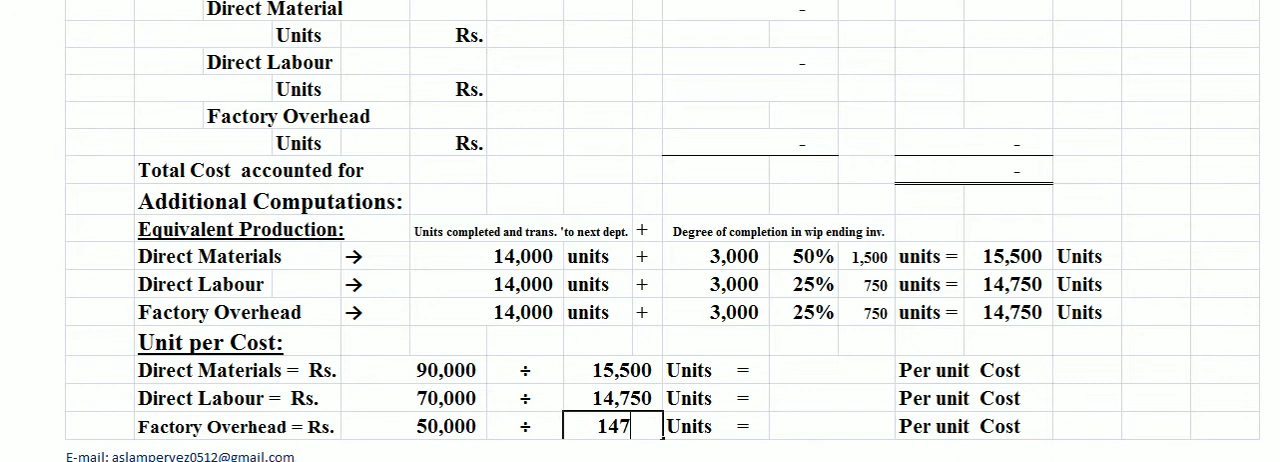 Direct Material -
Units Rs.
Direct Labour -
Units Rs.
Factory Overhead
Units Rs. - -
Total Cost accounted for -
Additional Computations:
Equivalent Production: Units completed and trans. 'to next dept. + Degree of completion in wip ending inv.
Direct Materials → 14,000 units + 3,000 50% 1,500 units = 15,500 Units
Direct Labour → 14,000 units + 3,000 25% 750 units = 14,750 Units
Factory Overhead → 14,000 units + 3,000 25% 750 units = 14,750 Units
Unit per Cost:
Direct Materials = Rs. 90,000 ÷ 15,500 Units = Per unit Cost
Direct Labour = Rs. 70,000 ÷ 14,750 Units = Per unit Cost
Factory Overhead = Rs. 50,000 ÷ 147 Units = Per unit Cost
E-mail: aslampervez0512@gmail.com